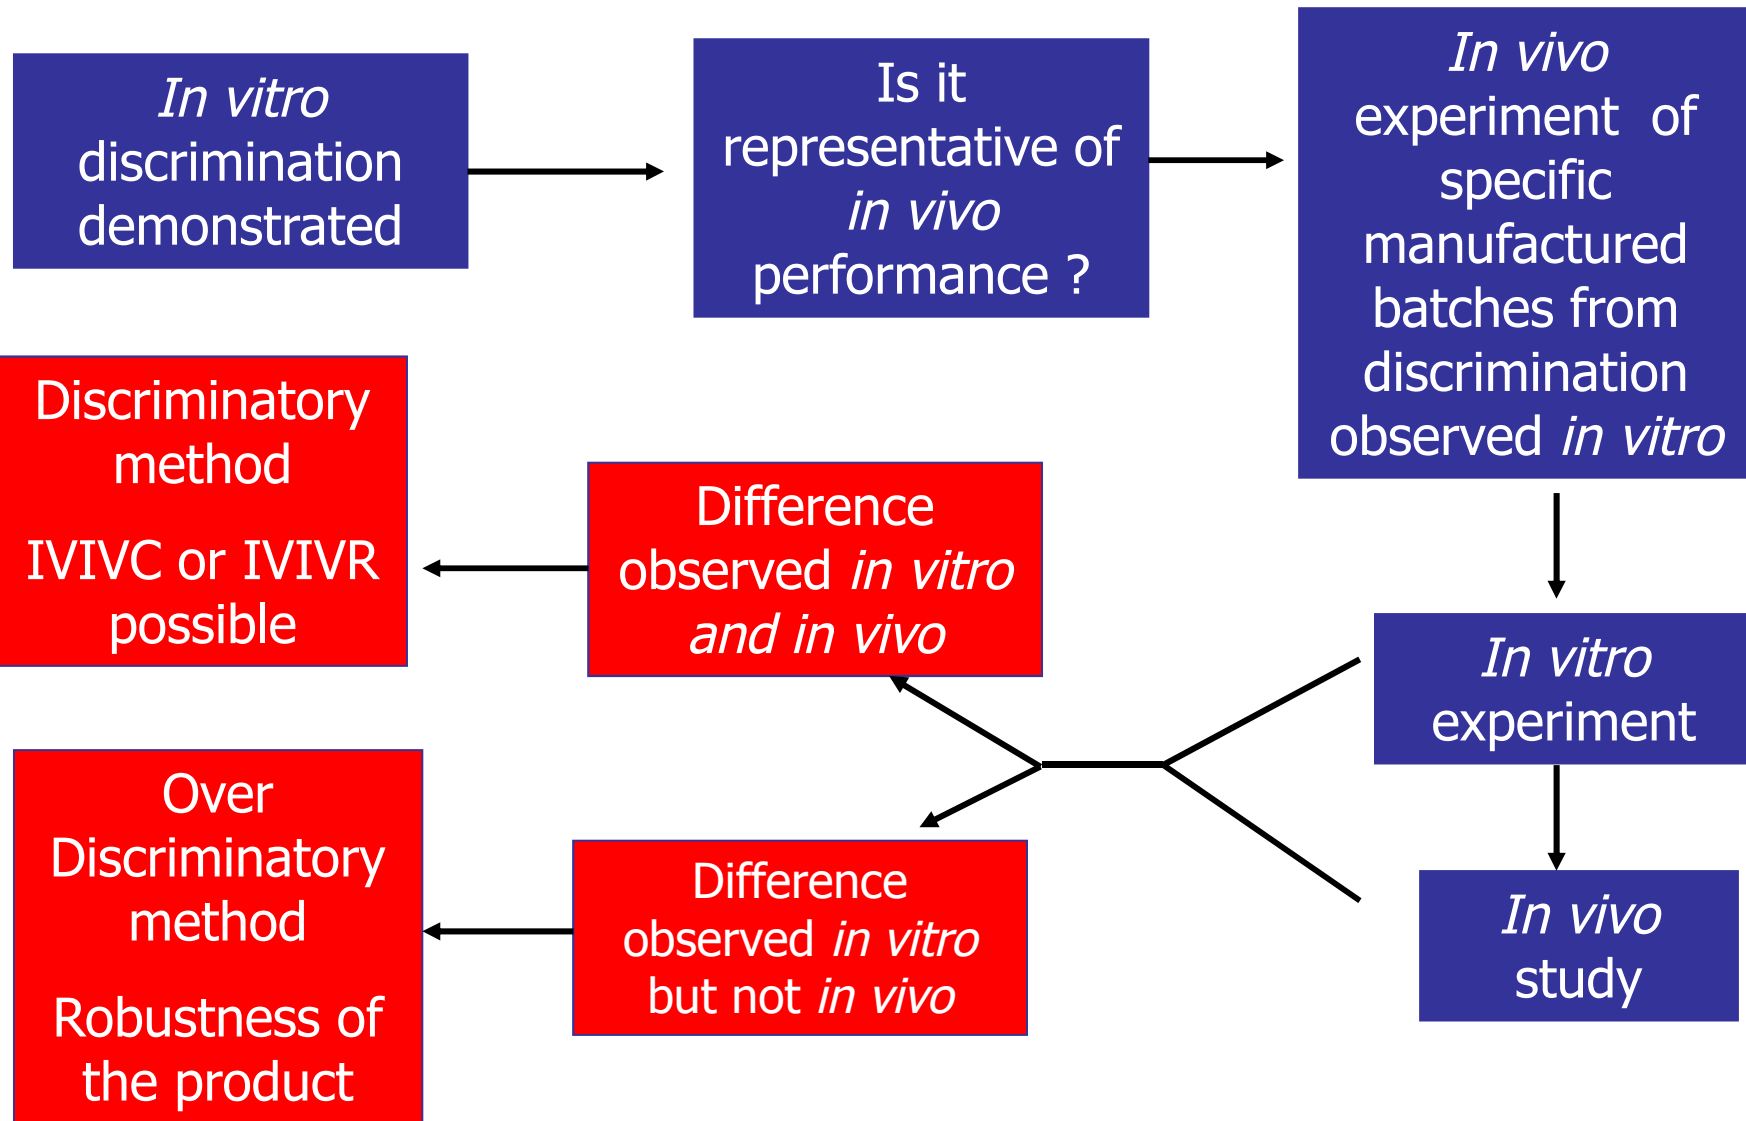 In vitro
discrimination
demonstrated
Is it
representative of
in vivo
performance ?
In vivo
experiment of
specific
manufactured
batches from
discrimination
observed in vitro
In vitro
experiment
In vivo
study
Difference
observed in vitro
and in vivo
Discriminatory
method
IVIVC or IVIVR
possible
Difference
observed in vitro
but not in vivo
Over
Discriminatory
method
Robustness of
the product